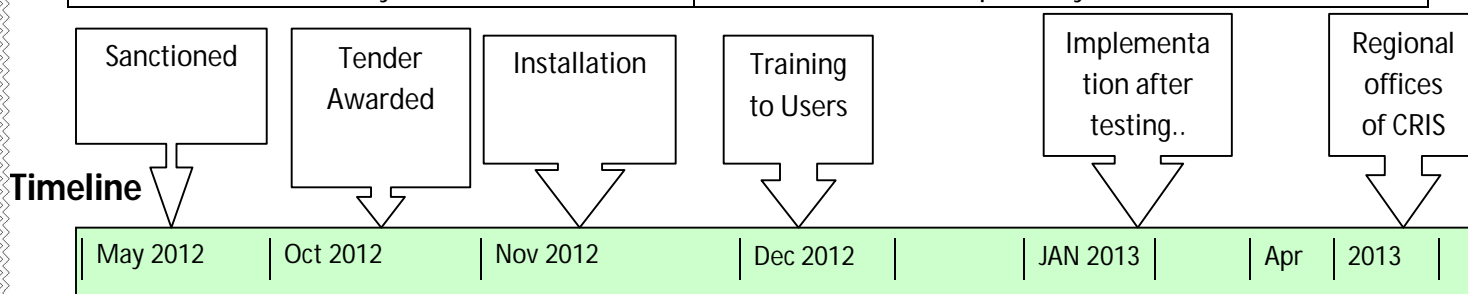 Sanctioned
Tender
Awarded
Installation
Training
to Users
Implementa
tion after
testing..
Regional
offices
of CRIS
Timeline
May 2012
Oct 2012
Nov 2012
Dec 2012
JAN 2013
Apr
2013